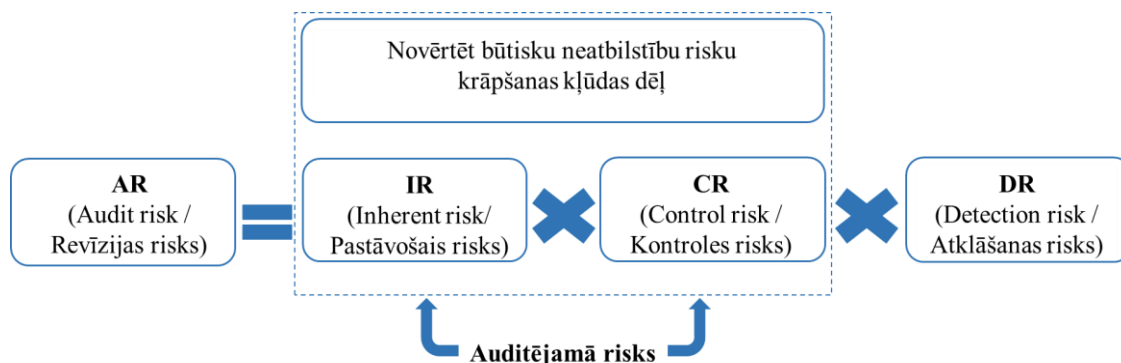 Novērtēt būtisku neatbilstību risku
krāpšanas kļūdas dēļ
AR
(Audit risk /
Revīzijas risks)
IR
(Inherent risk/
Pastāvošais risks)
CR
(Control risk /
Kontroles risks)
DR
(Detection risk /
Atklāšanas risks)
Auditējamā risks